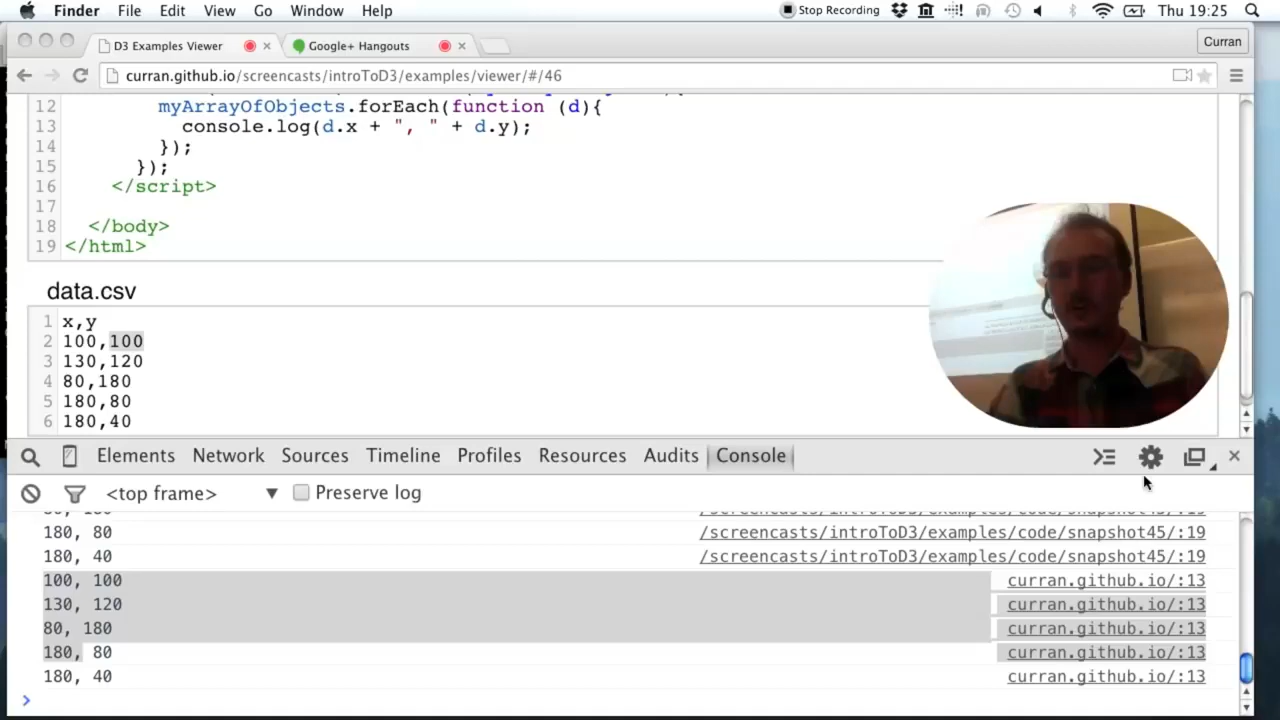 Finder File Edit View Go Window Help Stop Recording Thu 19:25
D3 Examples Viewer Google+ Hangouts Curran
curran.github.io/screencasts/introToD3/examples/viewer/#/46
12 myArrayOfObjects.forEach(function (d){
13 console.log(d.x + ", " + d.y);
14 });
15 });
16 </script>
17
18 </body>
19 </html>
data.csv
1 x,y
2 100,100
3 130,120
4 80,180
5 180,80
6 180,40
Elements Network Sources Timeline Profiles Resources Audits Console
<top frame> Preserve log
180, 80 /screencasts/introToD3/examples/code/snapshot45/:19
180, 40 /screencasts/introToD3/examples/code/snapshot45/:19
100, 100 curran.github.io/:13
130, 120 curran.github.io/:13
80, 180 curran.github.io/:13
180, 80 curran.github.io/:13
180, 40 curran.github.io/:13